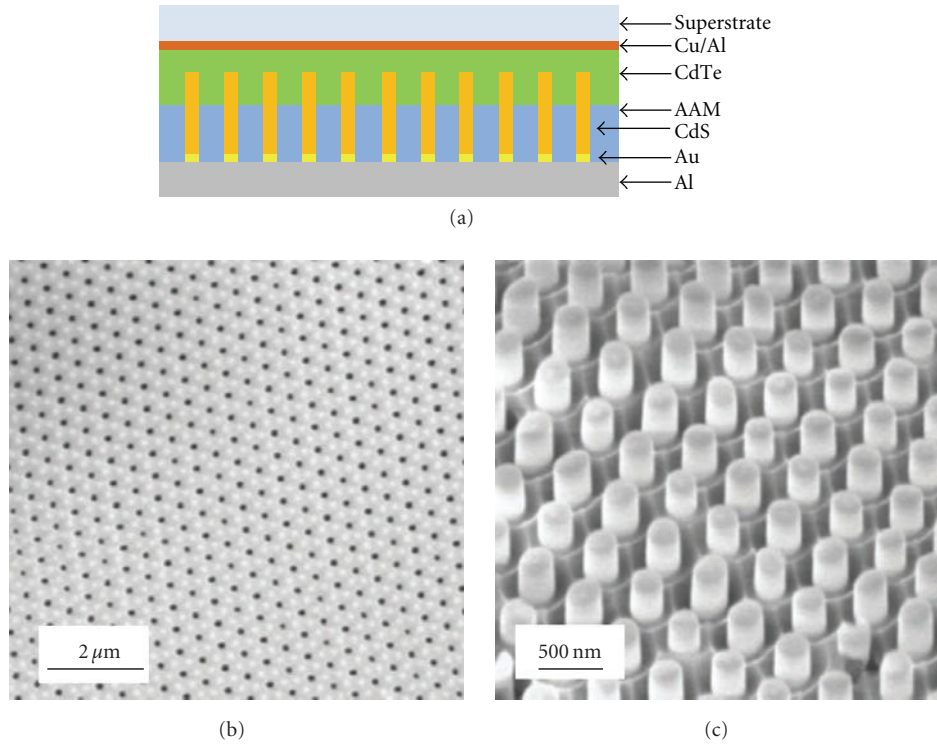 Superstrate
Cu/Al
CdTe
AAM
CdS
Au
Al
(a)
2 μm
500 nm
(b)
(c)